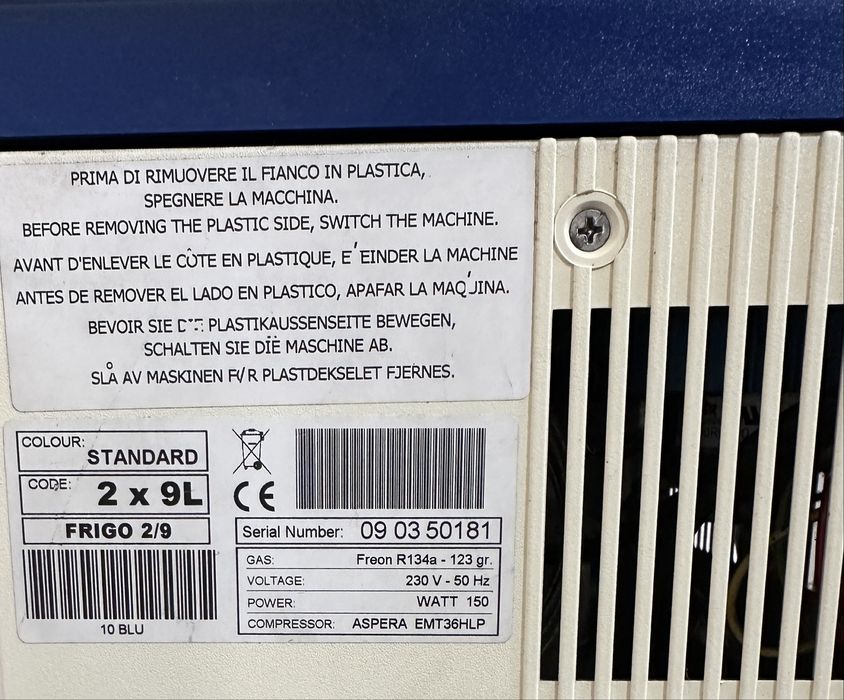 PRIMA DI RIMUOVERE IL FIANCO IN PLASTICA,
SPEGNERE LA MACCHINA.
BEFORE REMOVING THE PLASTIC SIDE, SWITCH THE MACHINE.
AVANT D'ENLEVER LE CÒTE EN PLASTIQUE, E´EINDER LA MACHINE
ANTES DE REMOVER EL LADO EN PLASTICO, APAFAR LA MAQ´JINA.
BEVOIR SIE PLASTIKAUSSENSEITE BEWEGEN,
SCHALTEN SIE DIE MASCHINE AB.
SLÅ AV MASKINEN F/R PLASTDEKSELET FJERNES.
COLOUR: STANDARD
CODE: 2 x 9L
FRIGO 2/9
10 BLU
CE
Serial Number: 09 03 50181
GAS: Freon R134a - 123 gr.
VOLTAGE: 230 V - 50 Hz
POWER: WATT 150
COMPRESSOR: ASPERA EMT36HLP